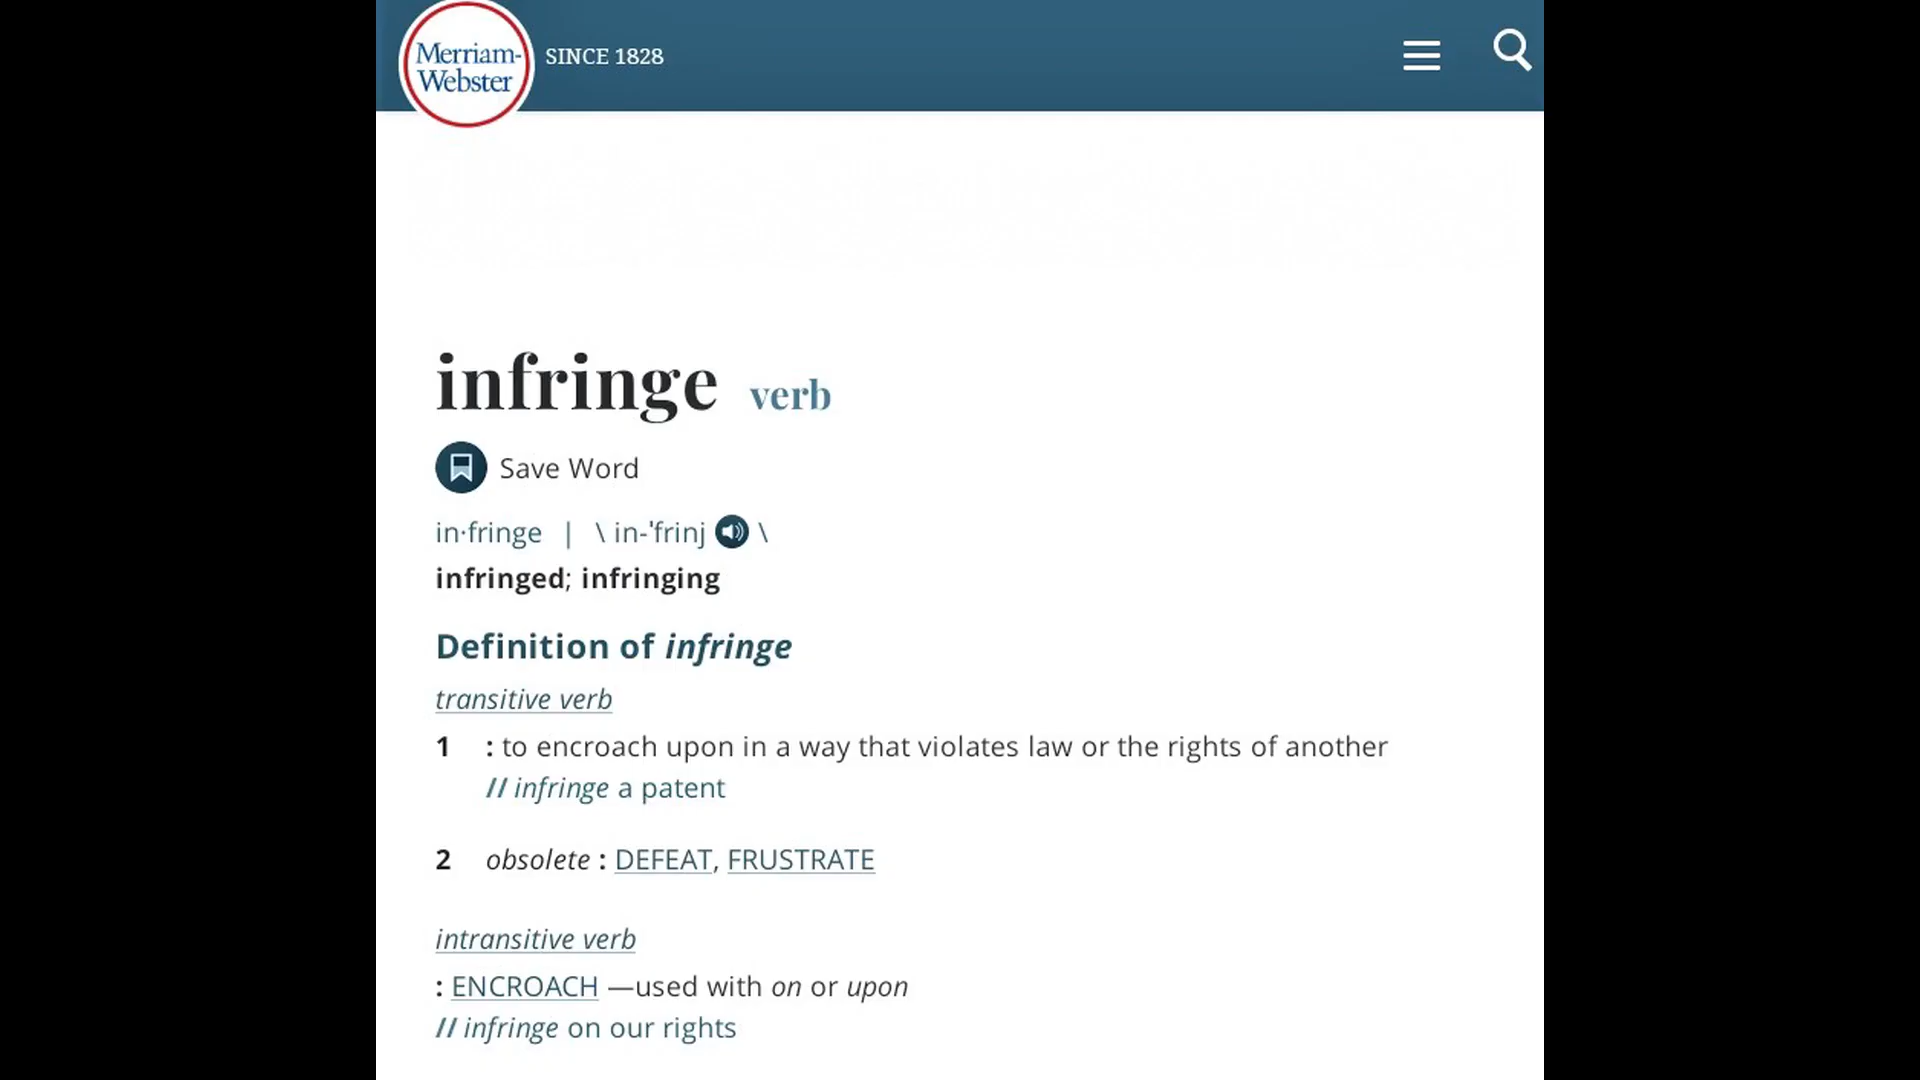 Merriam-
Webster
SINCE 1828
infringe verb
Save Word
in·fringe | \ in-ˈfrinj \
infringed; infringing
Definition of infringe
transitive verb
1 : to encroach upon in a way that violates law or the rights of another
// infringe a patent
2 obsolete : DEFEAT, FRUSTRATE
intransitive verb
: ENCROACH —used with on or upon
// infringe on our rights